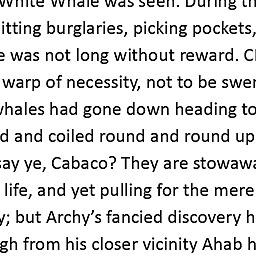 White Whale was seen. During th
itting burglaries, picking pockets,
e was not long without reward. C
warp of necessity, not to be swer
whales had gone down heading to
d and coiled round and round up
say ye, Cabaco? They are stowawa
life, and yet pulling for the mere
y; but Archy’s fancied discovery h
gh from his closer vicinity Ahab h